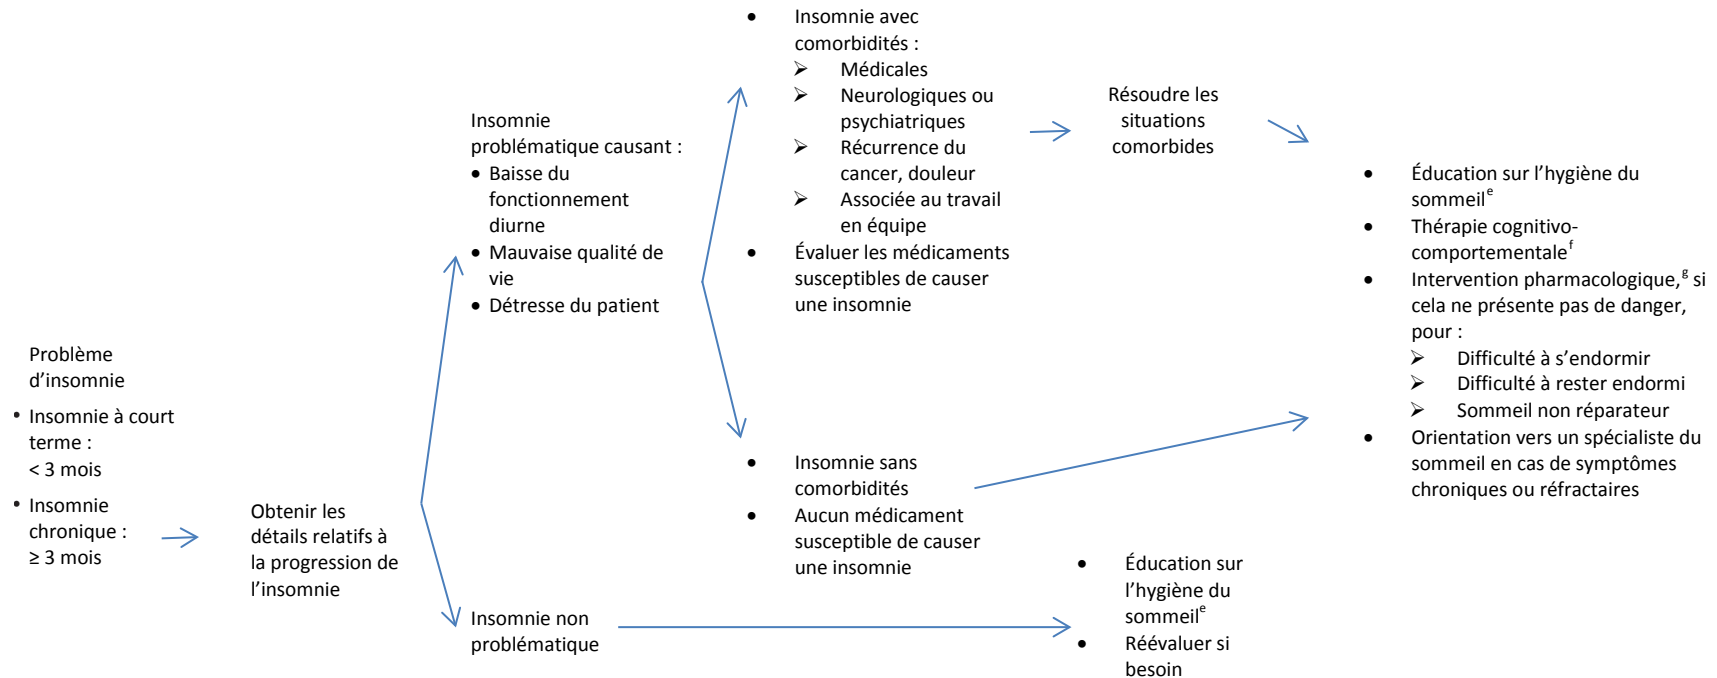 Problème
d’insomnie
• Insomnie à court
terme :
< 3 mois
• Insomnie
chronique :
≥ 3 mois
Obtenir les
détails relatifs à
la progression de
l’insomnie
Insomnie
problématique causant :
• Baisse du
fonctionnement
diurne
• Mauvaise qualité de
vie
• Détresse du patient
Insomnie non
problématique
• Insomnie avec
comorbidités :
➢ Médicales
➢ Neurologiques ou
psychiatriques
➢ Récurrence du
cancer, douleur
➢ Associée au travail
en équipe
• Évaluer les médicaments
susceptibles de causer
une insomnie
• Insomnie sans
comorbidités
• Aucun médicament
susceptible de causer
une insomnie
Résoudre les
situations
comorbides
• Éducation sur
l’hygiène du
sommeil^e
• Réévaluer si
besoin
• Éducation sur l’hygiène du
sommeil^e
• Thérapie cognitivo-
comportementale^f
• Intervention pharmacologique,^g si
cela ne présente pas de danger,
pour :
➢ Difficulté à s’endormir
➢ Difficulté à rester endormi
➢ Sommeil non réparateur
• Orientation vers un spécialiste du
sommeil en cas de symptômes
chroniques ou réfractaires